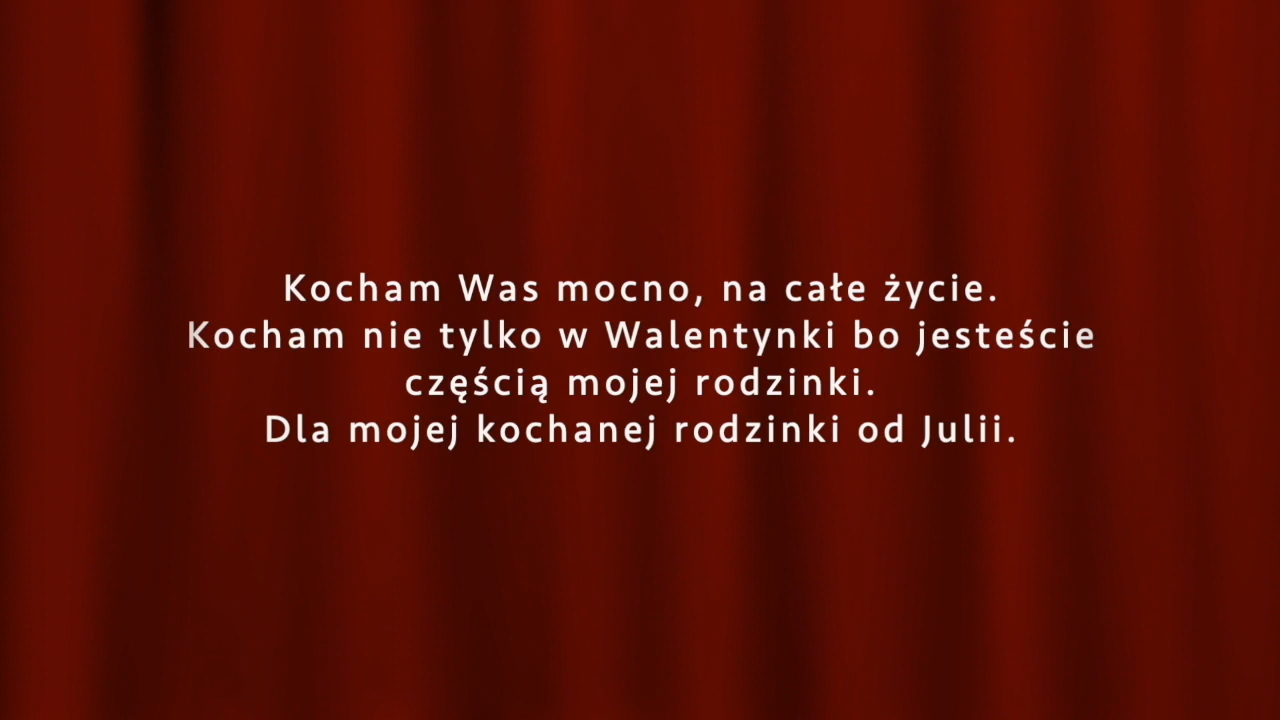 Kocham Was mocno, na całe życie.
Kocham nie tylko w Walentynki bo jesteście
częścią mojej rodzinki.
Dla mojej kochanej rodzinki od Julii.